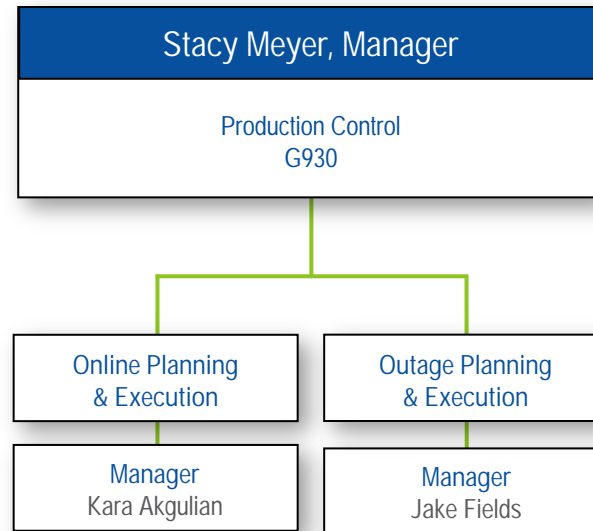 Stacy Meyer, Manager
Production Control
G930
Online Planning
& Execution
Outage Planning
& Execution
Manager
Kara Akgulian
Manager
Jake Fields